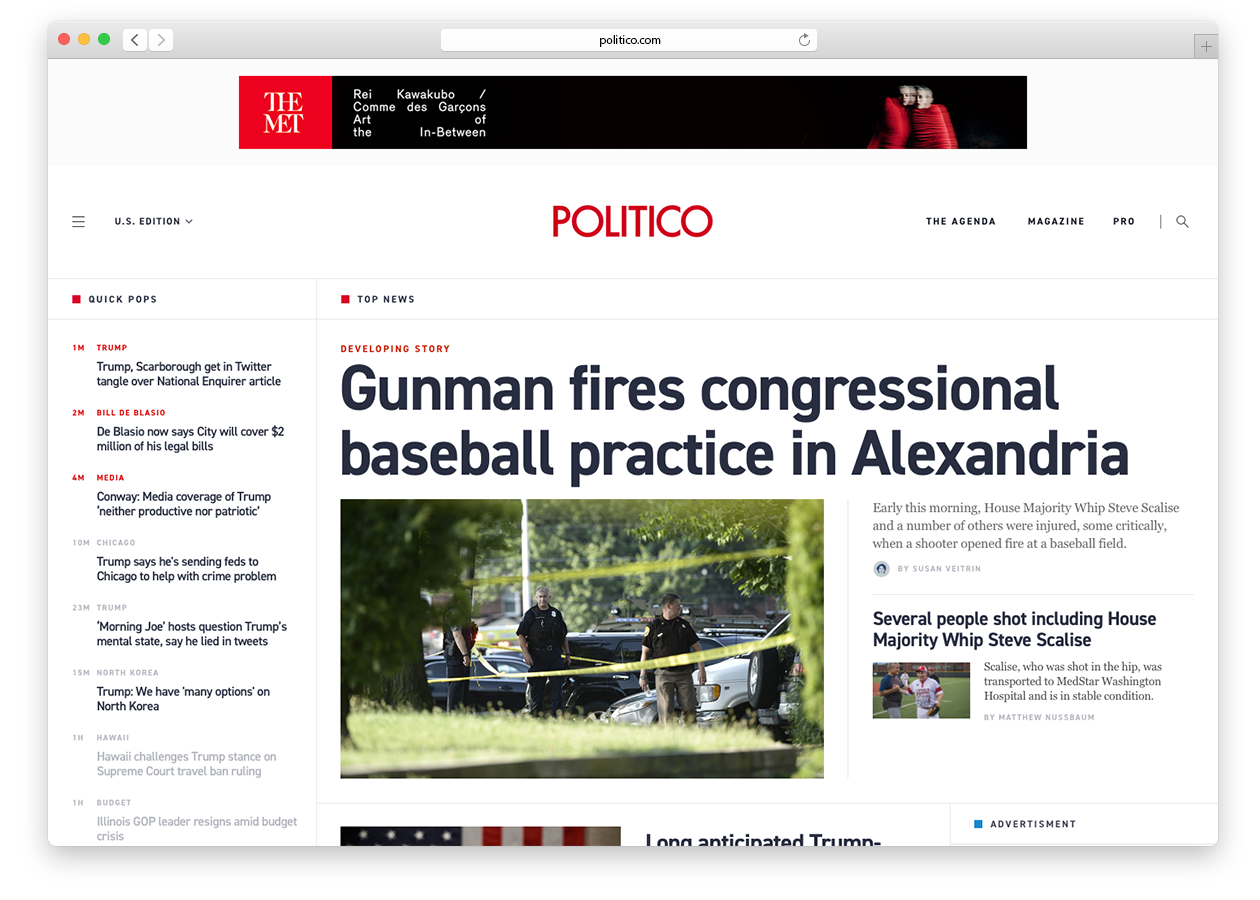 politico.com
THE
MET
Rei Kawakubo /
Comme des Garçons
Art of
the In-Between
U.S. EDITION
POLITICO
THE AGENDA
MAGAZINE
PRO
QUICK POPS
1M TRUMP
Trump, Scarborough get in Twitter
tangle over National Enquirer article
2M BILL DE BLASIO
De Blasio now says City will cover $2
million of his legal bills
4M MEDIA
Conway: Media coverage of Trump
‘neither productive nor patriotic’
10M CHICAGO
Trump says he's sending feds to
Chicago to help with crime problem
23M TRUMP
‘Morning Joe’ hosts question Trump’s
mental state, say he lied in tweets
15M NORTH KOREA
Trump: We have 'many options' on
North Korea
1H HAWAII
Hawaii challenges Trump stance on
Supreme Court travel ban ruling
1H BUDGET
Illinois GOP leader resigns amid budget
crisis
TOP NEWS
DEVELOPING STORY
Gunman fires congressional
baseball practice in Alexandria
Early this morning, House Majority Whip Steve Scalise
and a number of others were injured, some critically,
when a shooter opened fire at a baseball field.
BY SUSAN VEITRIN
Several people shot including House
Majority Whip Steve Scalise
Scalise, who was shot in the hip, was
transported to MedStar Washington
Hospital and is in stable condition.
BY MATTHEW NUSSBAUM
Long anticipated Trump-
ADVERTISMENT